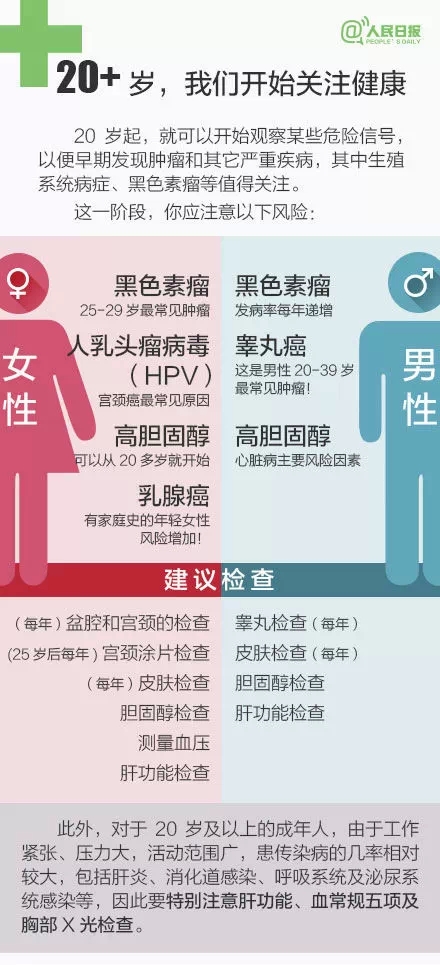 @人民日报
PEOPLE'S DAILY
20+ 岁，我们开始关注健康
20 岁起，就可以开始观察某些危险信号，
以便早期发现肿瘤和其它严重疾病，其中生殖
系统病症、黑色素瘤等值得关注。
这一阶段，你应注意以下风险：
女性
黑色素瘤
25-29 岁最常见肿瘤
人乳头瘤病毒
（HPV）
宫颈癌最常见原因
高胆固醇
可以从 20 多岁就开始
乳腺癌
有家庭史的年轻女性
风险增加！
男性
黑色素瘤
发病率每年递增
睾丸癌
这是男性 20-39 岁
最常见肿瘤！
高胆固醇
心脏病主要风险因素
建议检查
（每年）盆腔和宫颈的检查
(25 岁后每年) 宫颈涂片检查
（每年）皮肤检查
胆固醇检查
测量血压
肝功能检查
睾丸检查（每年）
皮肤检查（每年）
胆固醇检查
肝功能检查
此外，对于 20 岁及以上的成年人，由于工作
紧张、压力大，活动范围广，患传染病的几率相对
较大，包括肝炎、消化道感染、呼吸系统及泌尿系
统感染等，因此要特别注意肝功能、血常规五项及
胸部 X 光检查。